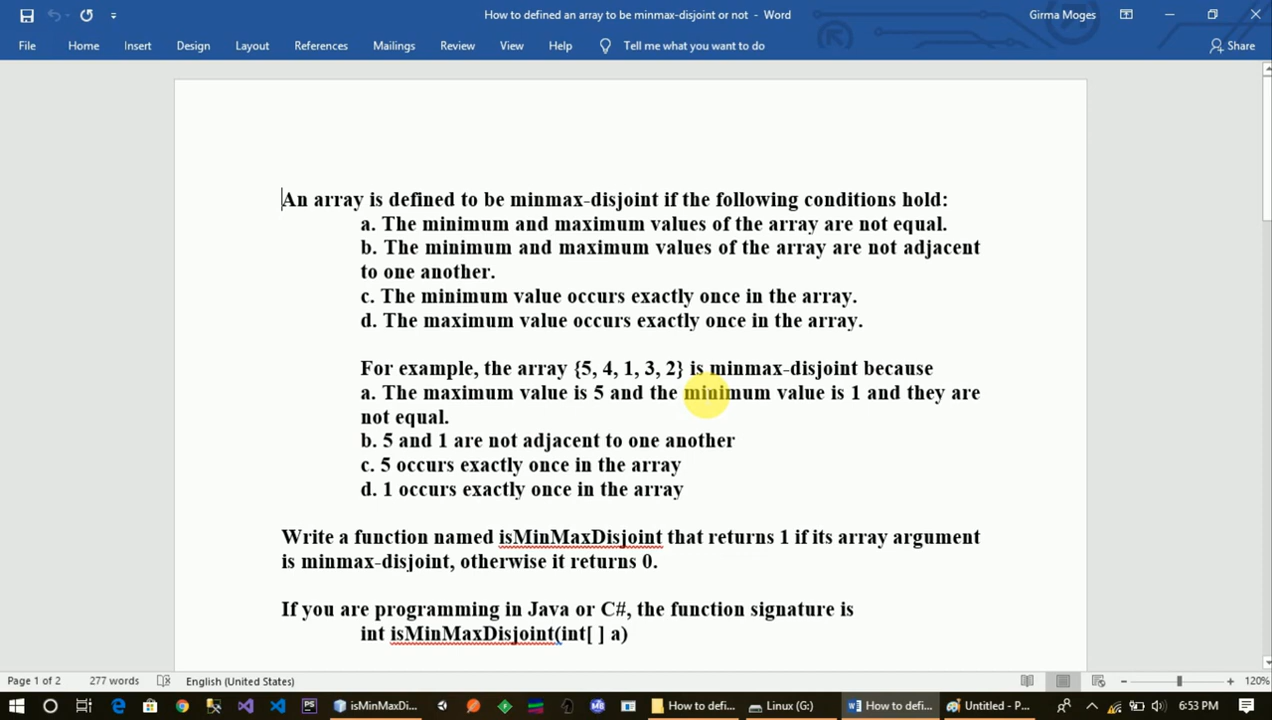 How to defined an array to be minmax-disjoint or not - Word
Girma Moges
File Home Insert Design Layout References Mailings Review View Help Tell me what you want to do Share
An array is defined to be minmax-disjoint if the following conditions hold:
a. The minimum and maximum values of the array are not equal.
b. The minimum and maximum values of the array are not adjacent
to one another.
c. The minimum value occurs exactly once in the array.
d. The maximum value occurs exactly once in the array.
For example, the array {5, 4, 1, 3, 2} is minmax-disjoint because
a. The maximum value is 5 and the minimum value is 1 and they are
not equal.
b. 5 and 1 are not adjacent to one another
c. 5 occurs exactly once in the array
d. 1 occurs exactly once in the array
Write a function named isMinMaxDisjoint that returns 1 if its array argument
is minmax-disjoint, otherwise it returns 0.
If you are programming in Java or C#, the function signature is
int isMinMaxDisjoint(int[ ] a)
Page 1 of 2 277 words English (United States) 120%
isMinMaxDi... How to defi... Linux (G:) How to defi... Untitled - P... 6:53 PM